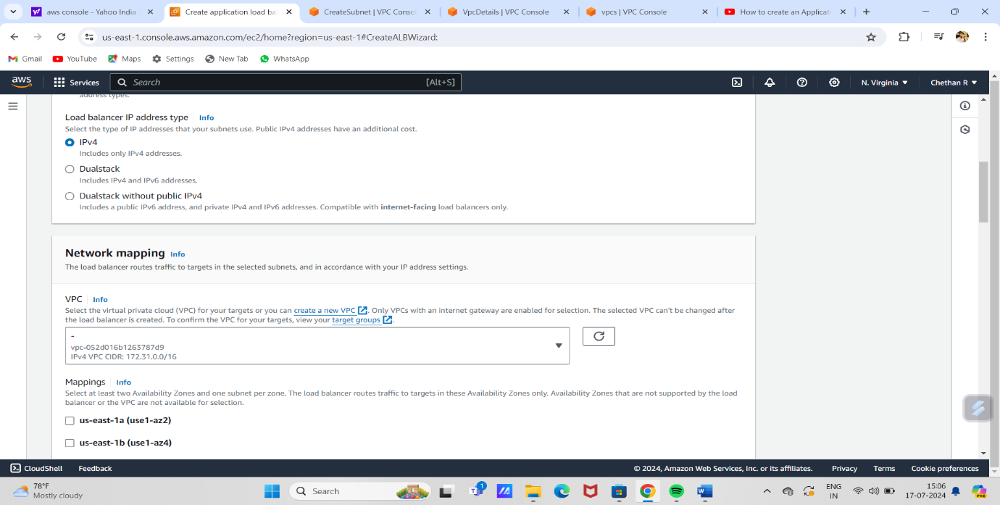 aws console - Yahoo India
Create application load ba
CreateSubnet | VPC Conso
VpcDetails | VPC Console
vpcs | VPC Console
How to create an Applicati
us-east-1.console.aws.amazon.com/ec2/home?region=us-east-1#CreateALBWizard:
Gmail
YouTube
Maps
Settings
New Tab
WhatsApp
aws
Services
Search
[Alt+S]
N. Virginia
Chethan R
address types.
Load balancer IP address type
Info
Select the type of IP addresses that your subnets use. Public IPv4 addresses have an additional cost.
IPv4
Includes only IPv4 addresses.
Dualstack
Includes IPv4 and IPv6 addresses.
Dualstack without public IPv4
Includes a public IPv6 address, and private IPv4 and IPv6 addresses. Compatible with internet-facing load balancers only.
Network mapping Info
The load balancer routes traffic to targets in the selected subnets, and in accordance with your IP address settings.
VPC
Info
Select the virtual private cloud (VPC) for your targets or you can create a new VPC. Only VPCs with an internet gateway are enabled for selection. The selected VPC can't be changed after
the load balancer is created. To confirm the VPC for your targets, view your target groups.
-
vpc-052d016b1263787d9
IPv4 VPC CIDR: 172.31.0.0/16
Mappings
Info
Select at least two Availability Zones and one subnet per zone. The load balancer routes traffic to targets in these Availability Zones only. Availability Zones that are not supported by the load
balancer or the VPC are not available for selection.
us-east-1a (use1-az2)
us-east-1b (use1-az4)
CloudShell
Feedback
© 2024, Amazon Web Services, Inc. or its affiliates.
Privacy
Terms
Cookie preferences
78°F
Mostly cloudy
Search
1
ENG
IN
15:06
17-07-2024
PRE